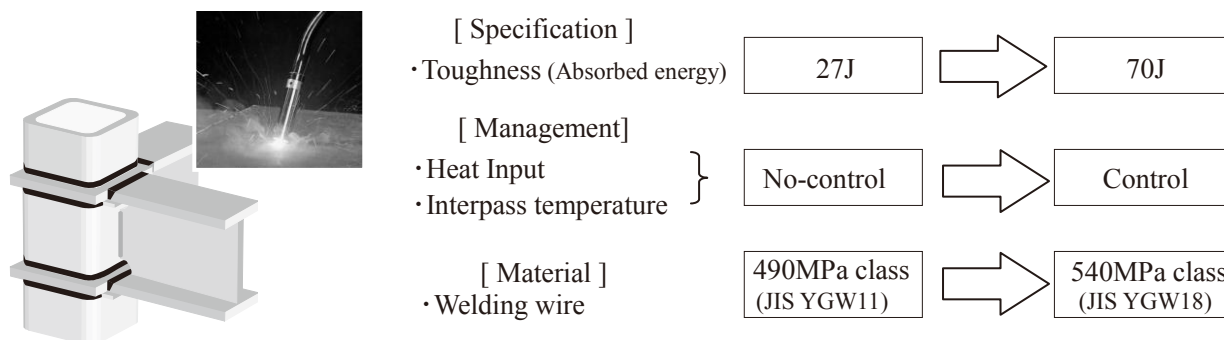 [ Specification ]
・Toughness (Absorbed energy)
27J
70J
[ Management]
・Heat Input
・Interpass temperature
No-control
Control
[ Material ]
・Welding wire
490MPa class
(JIS YGW11)
540MPa class
(JIS YGW18)